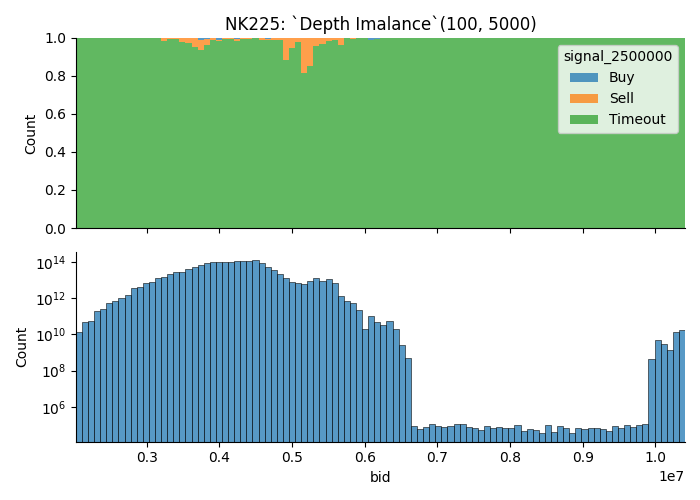 NK225: `Depth Imalance`(100, 5000)
Count
1.0
0.8
0.6
0.4
0.2
0.0
signal_2500000
Buy
Sell
Timeout
Count
10^14
10^12
10^10
10^8
10^6
0.3 0.4 0.5 0.6 0.7 0.8 0.9 1.0
1e7
bid